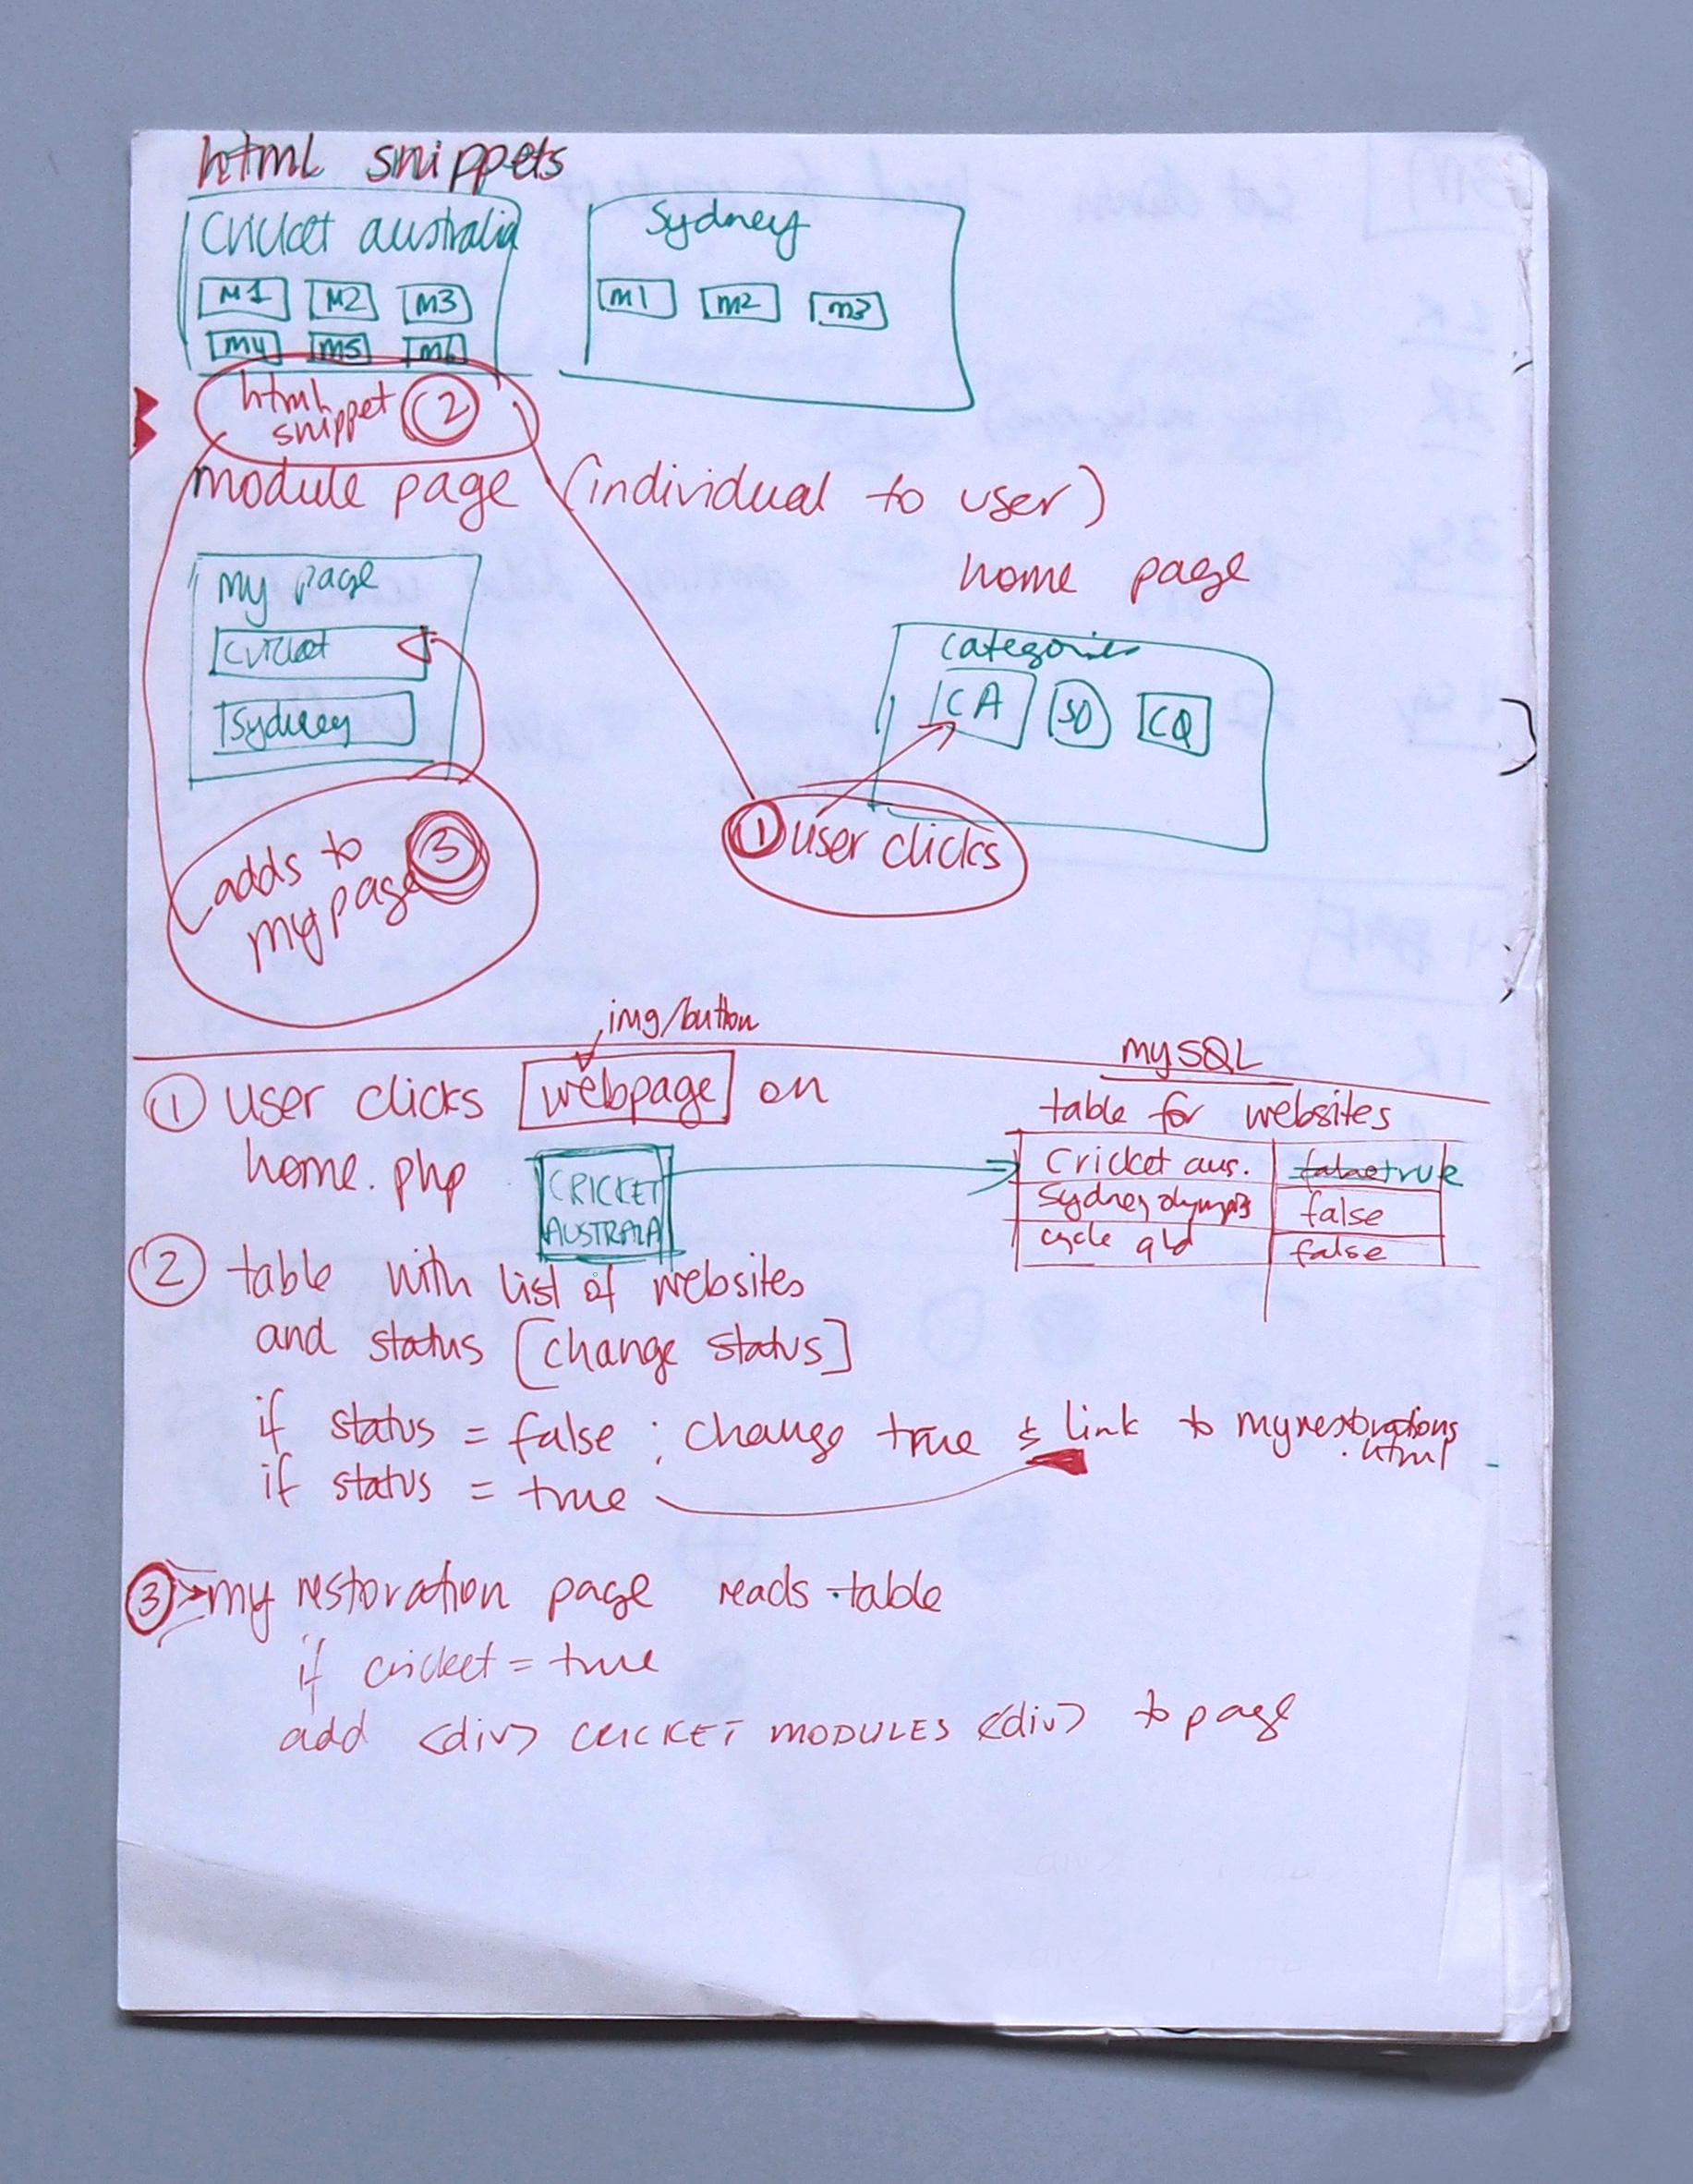 html snippets
Cricket australia
M1 M2 M3
m4 m5 m6
Sydney
m1 m2 m3
html snippet 2
module page (individual to user)
my page
cricket
Sydney
home page
categories
CA SO CQ
1 user clicks
adds to my page 3
img/button
1 user clicks webpage on
home.php
CRICKET
AUSTRALIA
mySQL
table for websites
Cricket aus. false true
Sydney olympics false
cycle qld false
2 table with list of websites
and status [change status]
if status = false ; change true & link to myrestorations
.html
if status = true
3 my restoration page reads table
if cricket = true
add <div> CRICKET MODULES <div> to page